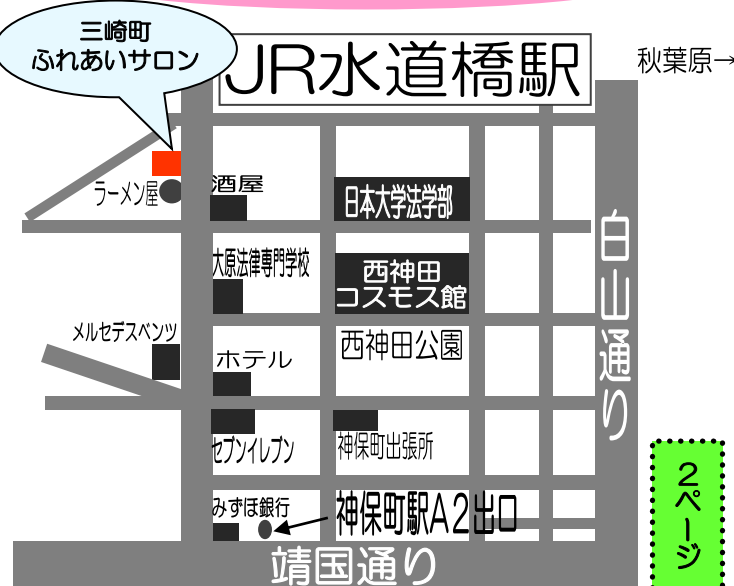 三崎町
ふれあいサロン
JR水道橋駅
秋葉原→
ラーメン屋
酒屋
日本大学法学部
白山通り
大原法律専門学校
西神田
コスモス館
メルセデスベンツ
ホテル
西神田公園
セブンイレブン
神保町出張所
みずほ銀行
神保町駅A2出口
靖国通り
2ページ